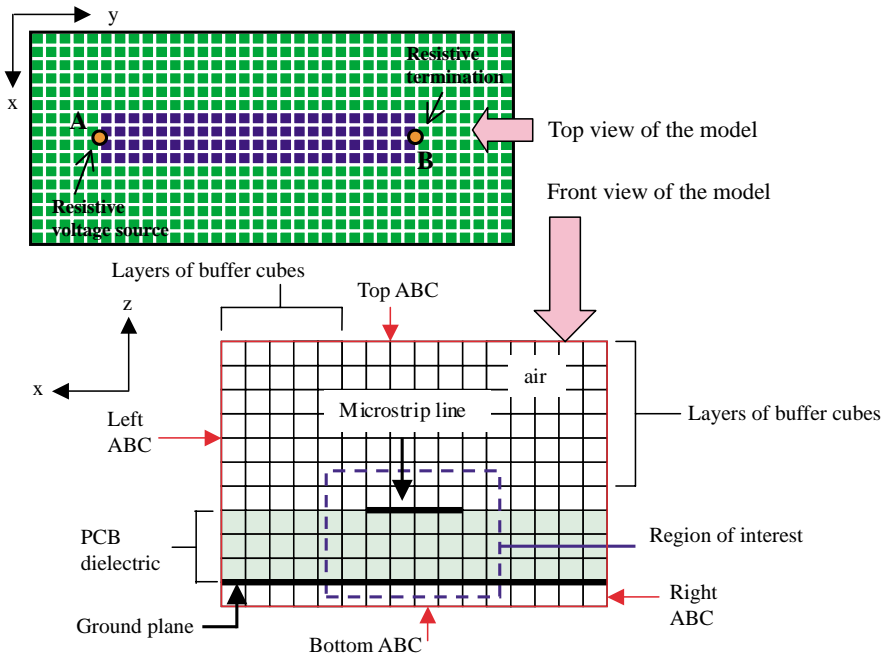 y
x
Resistive
termination
A
B
Top view of the model
Resistive
voltage source
Front view of the model
Layers of buffer cubes
Top ABC
z
x
air
Microstrip line
Layers of buffer cubes
Left
ABC
PCB
dielectric
Region of interest
Right
ABC
Ground plane
Bottom ABC